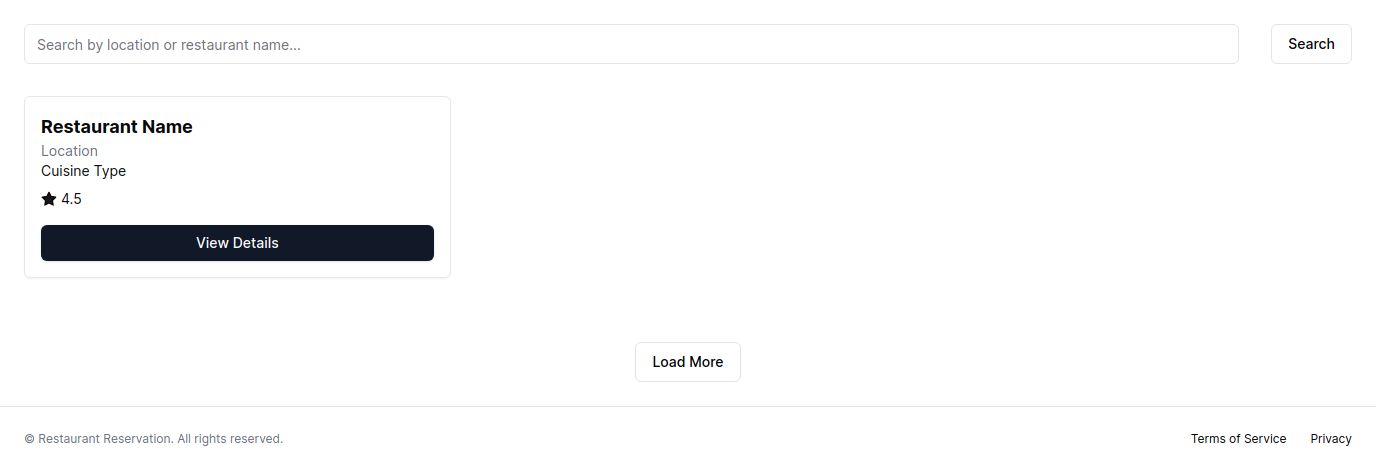 Search by location or restaurant name...
Search
Restaurant Name
Location
Cuisine Type
4.5
View Details
Load More
© Restaurant Reservation. All rights reserved.
Terms of Service
Privacy